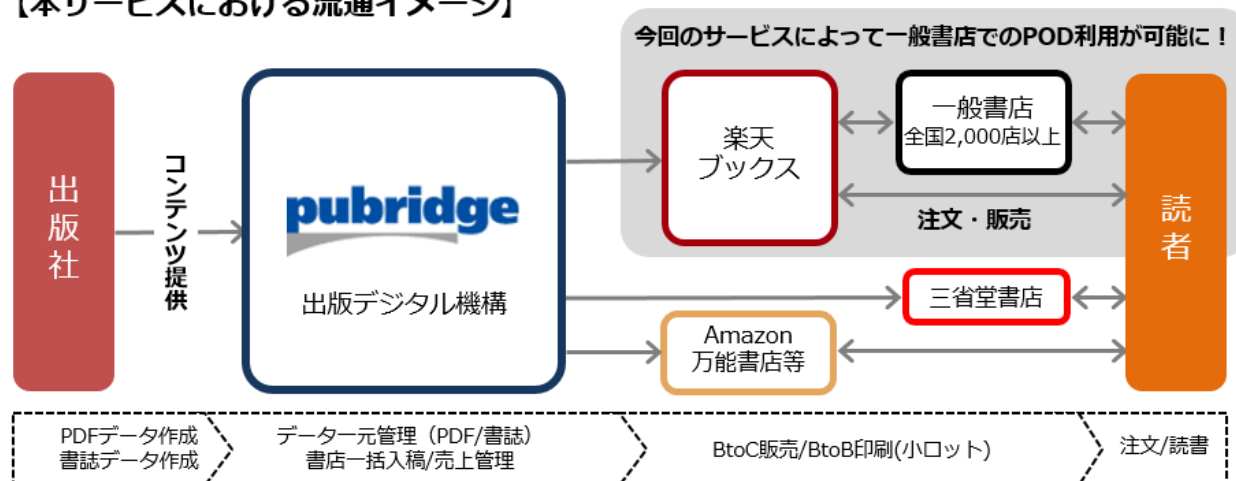 【本サービスにおける流通イメージ】
今回のサービスによって一般書店でのPOD利用が可能に！
出版社
コンテンツ提供
pubridge
出版デジタル機構
楽天
ブックス
一般書店
全国2,000店以上
注文・販売
三省堂書店
Amazon
万能書店等
読者
PDFデータ作成
書誌データ作成
データ一元管理（PDF/書誌）
書店一括入稿/売上管理
BtoC販売/BtoB印刷(小ロット)
注文/読書